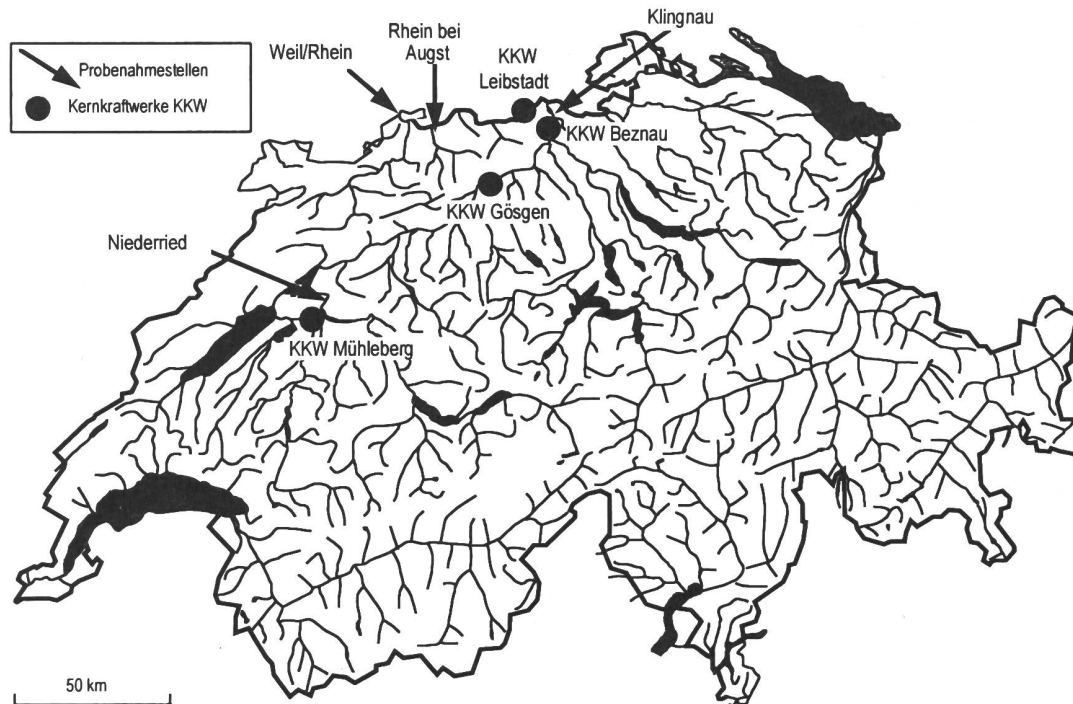 Probenahmestellen
Kernkraftwerke KKW
Weil/Rhein
Rhein bei
Augst
KKW
Leibstadt
Klingnau
KKW Beznau
KKW Gösgen
Niederried
KKW Mühleberg
50 km